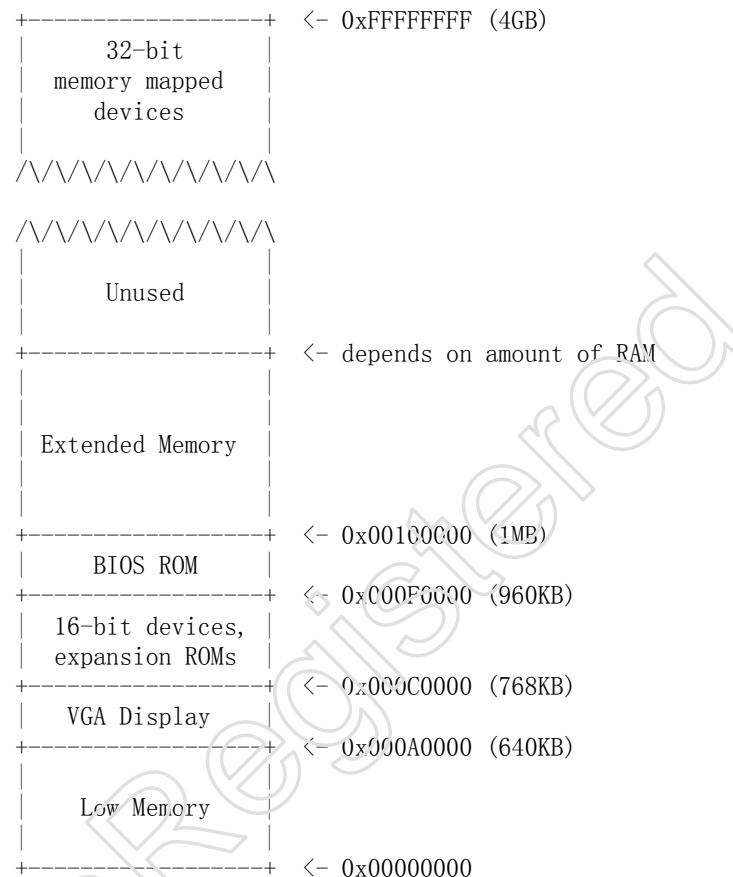 +------------------+ <- 0xFFFFFFFF (4GB)
| 32-bit |
| memory mapped |
| devices |
| |
/\/\/\/\/\/\/\/\/\/\
/\/\/\/\/\/\/\/\/\/\
| |
| Unused |
| |
+------------------+ <- depends on amount of RAM
| |
| |
| Extended Memory |
| |
| |
+------------------+ <- 0x00100000 (1MB)
| BIOS ROM |
+------------------+ <- 0x000F0000 (960KB)
| 16-bit devices, |
| expansion ROMs |
+------------------+ <- 0x000C0000 (768KB)
| VGA Display |
+------------------+ <- 0x000A0000 (640KB)
| |
| Low Memory |
| |
+------------------+ <- 0x00000000
Registered